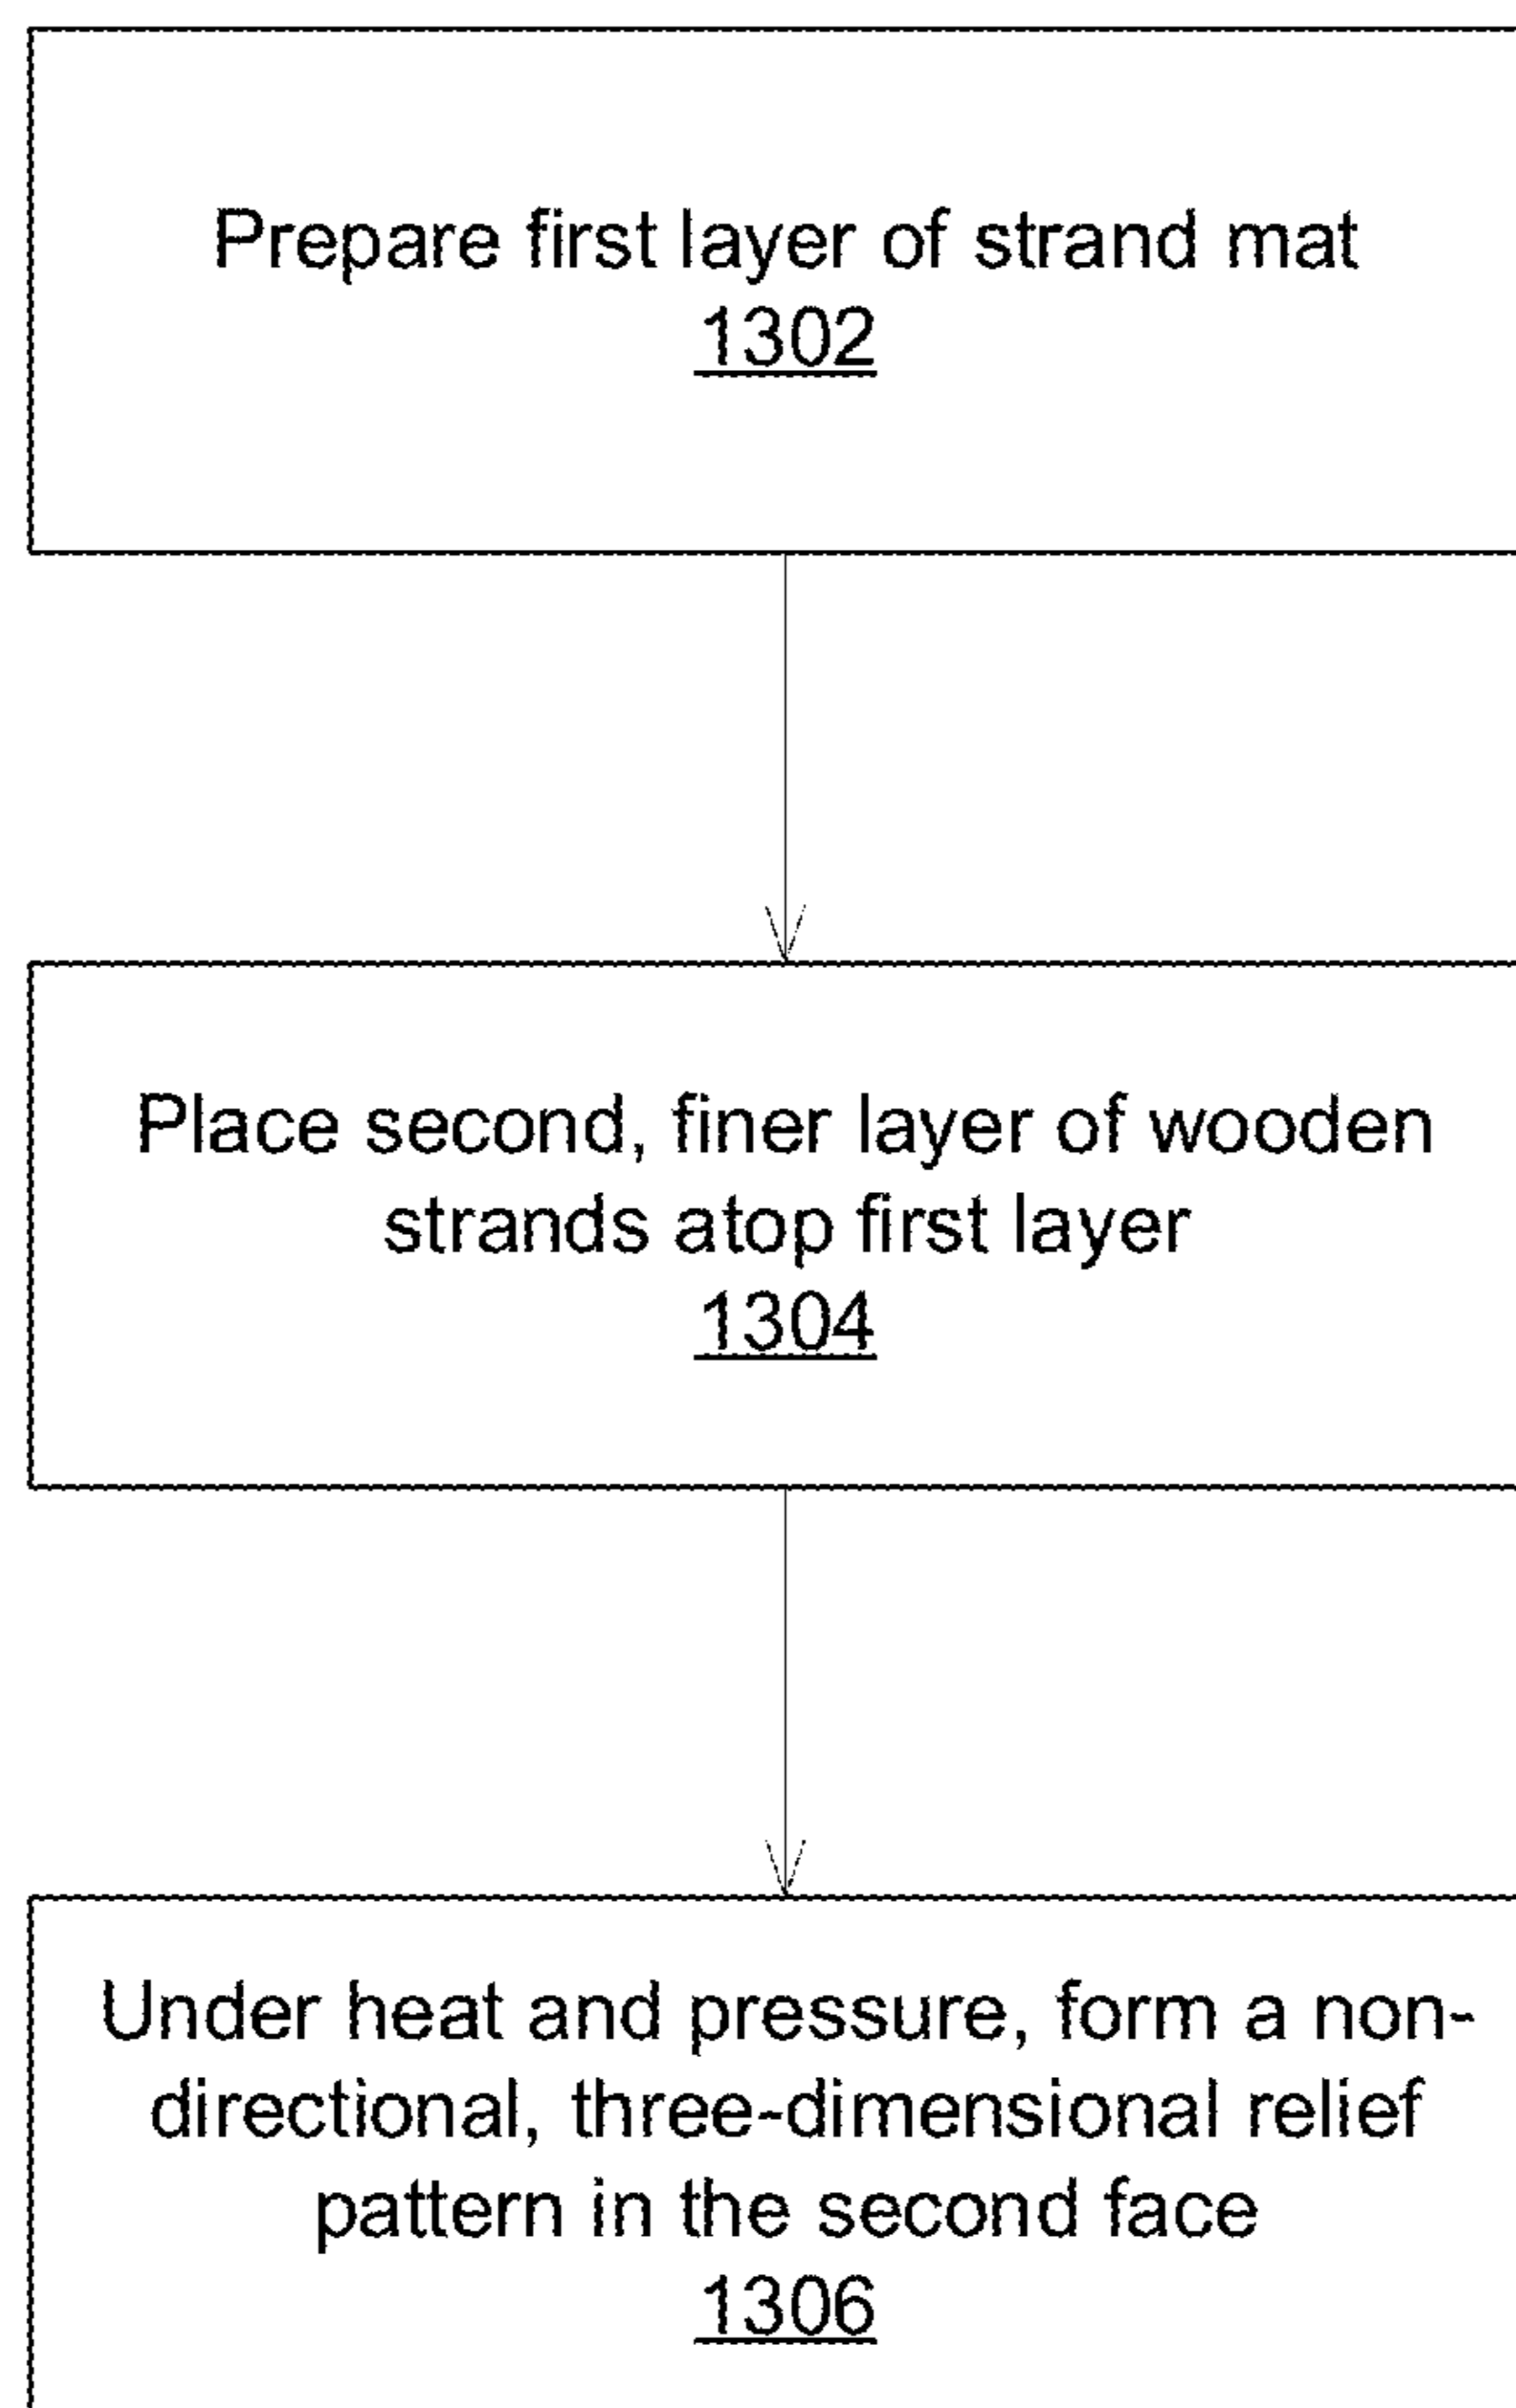 Prepare first layer of strand mat
1302
Place second, finer layer of wooden
strands atop first layer
1304
Under heat and pressure, form a non-
directional, three-dimensional relief
pattern in the second face
1306